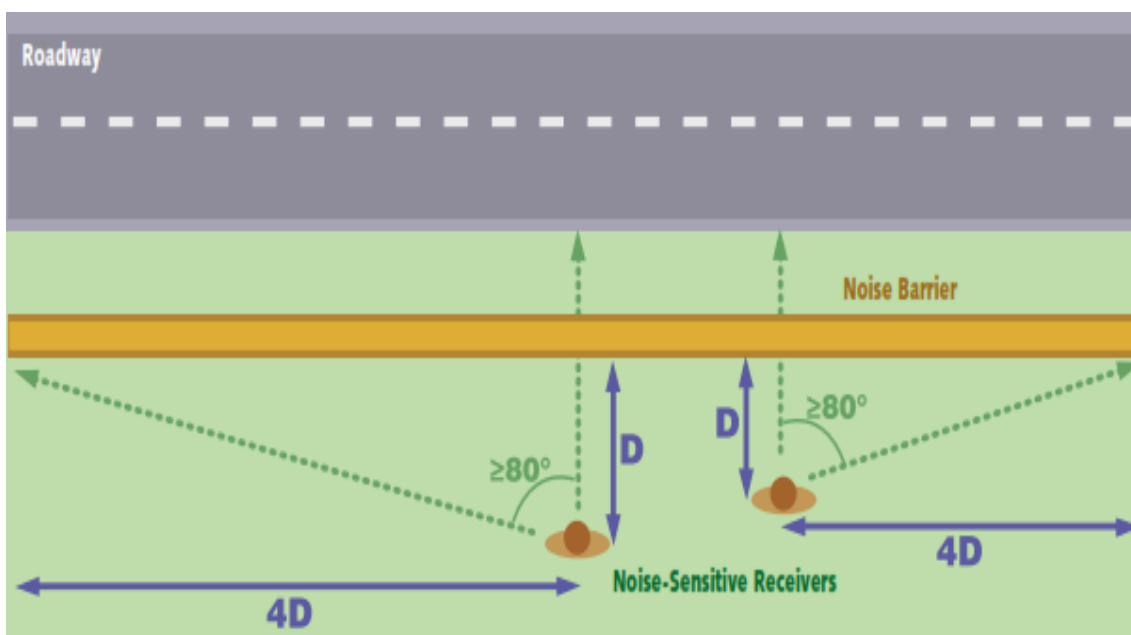 Roadway
Noise Barrier
≥80°
D
D
≥80°
4D
Noise-Sensitive Receivers
4D